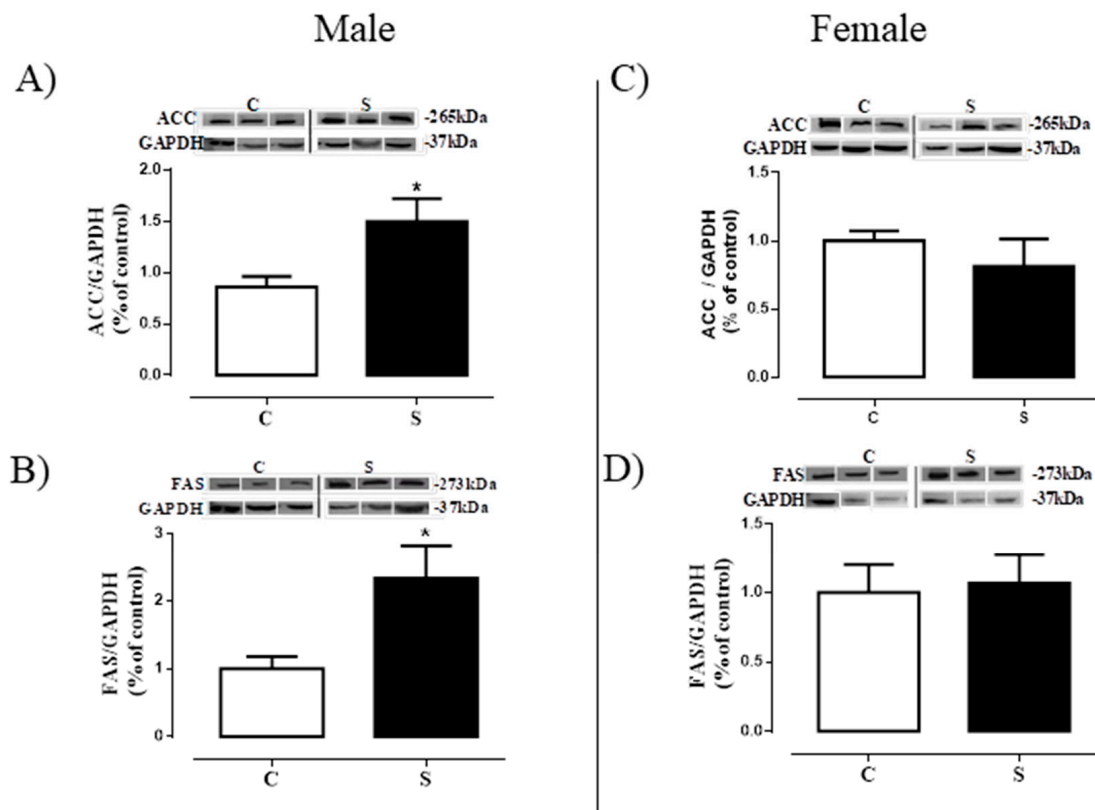 Male
Female
A)
C S
ACC -265kDa
GAPDH -37kDa
2.0
1.5
1.0
0.5
0.0
ACC/GAPDH
(% of control)
*
C S
B)
C S
FAS -273kDa
GAPDH -37kDa
3
2
1
0
FAS/GAPDH
(% of control)
*
C S
C)
C S
ACC -265kDa
GAPDH -37kDa
1.5
1.0
0.5
0.0
ACC / GAPDH
(% of control)
C S
D)
C S
FAS -273kDa
GAPDH -37kDa
1.5
1.0
0.5
0.0
FAS/GAPDH
(% of control)
C S